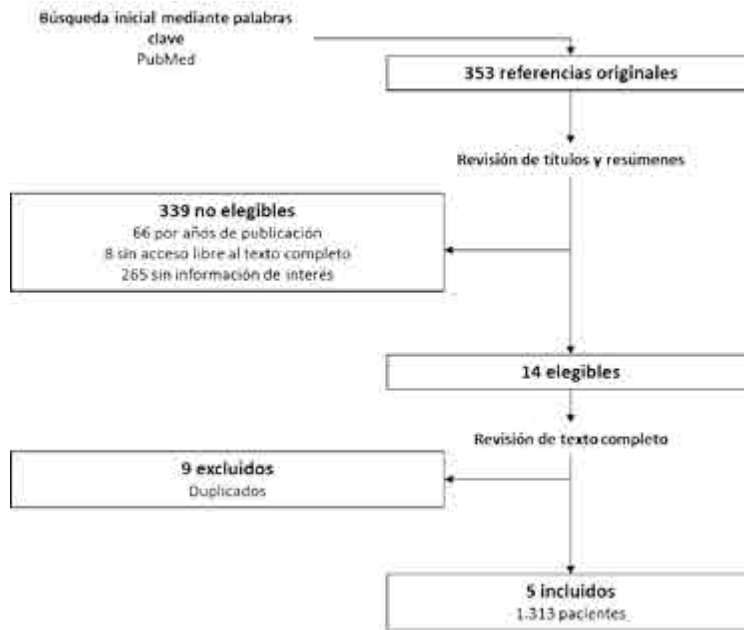 Búsqueda inicial mediante palabras
clave
PubMed
353 referencias originales
Revisión de títulos y resúmenes
339 no elegibles
66 por años de publicación
8 sin acceso libre al texto completo
265 sin información de interés
14 elegibles
Revisión de texto completo
9 excluidos
Duplicados
5 incluidos
1.313 pacientes